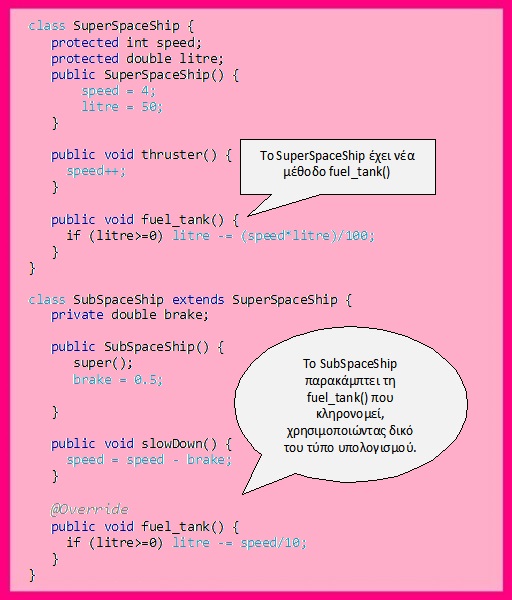 class SuperSpaceShip {
protected int speed;
protected double litre;
public SuperSpaceShip() {
speed = 4;
litre = 50;
}
public void thruster() {
speed++;
}
Το SuperSpaceShip έχει νέα
μέθοδο fuel_tank()
public void fuel_tank() {
if (litre>=0) litre -= (speed*litre)/100;
}
}
class SubSpaceShip extends SuperSpaceShip {
private double brake;
public SubSpaceShip() {
super();
brake = 0.5;
}
Το SubSpaceShip
παρακάμπτει τη
fuel_tank() που
κληρονομεί,
χρησιμοποιώντας δικό
του τύπο υπολογισμού.
public void slowDown() {
speed = speed - brake;
}
@Override
public void fuel_tank() {
if (litre>=0) litre -= speed/10;
}
}